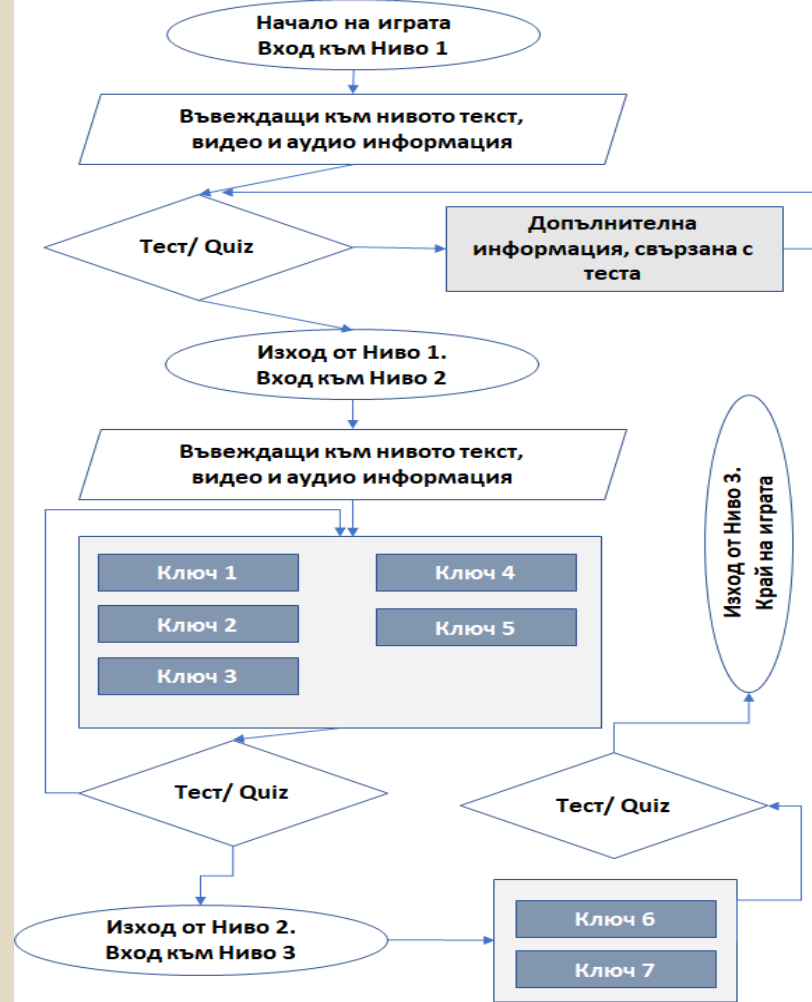 Начало на играта
Вход към Ниво 1
Въвеждащи към нивото текст,
видео и аудио информация
Тест/ Quiz
Допълнителна
информация, свързана с
теста
Изход от Ниво 1.
Вход към Ниво 2
Въвеждащи към нивото текст,
видео и аудио информация
Ключ 1
Ключ 4
Ключ 2
Ключ 5
Ключ 3
Тест/ Quiz
Изход от Ниво 2.
Вход към Ниво 3
Ключ 6
Ключ 7
Тест/ Quiz
Изход от Ниво 3.
Край на играта